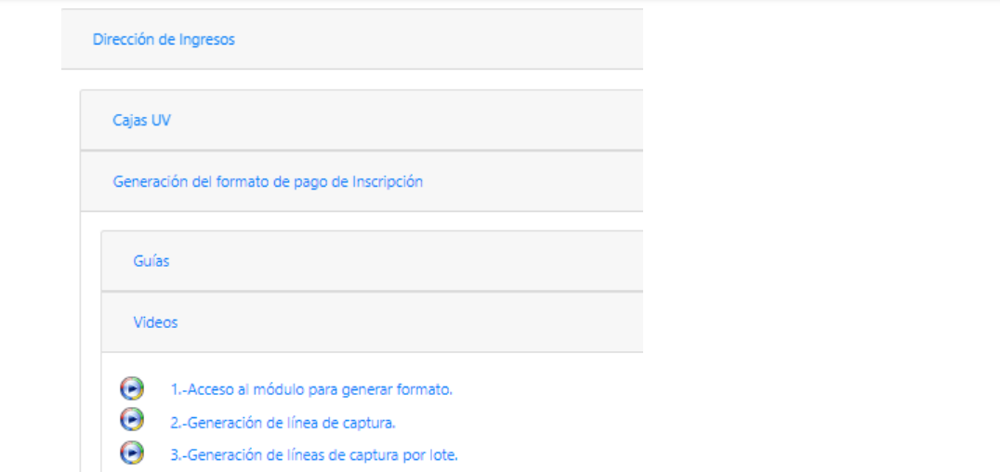 Dirección de Ingresos
Cajas UV
Generación del formato de pago de Inscripción
Guías
Videos
1.-Acceso al módulo para generar formato.
2.-Generación de línea de captura.
3.-Generación de líneas de captura por lote.